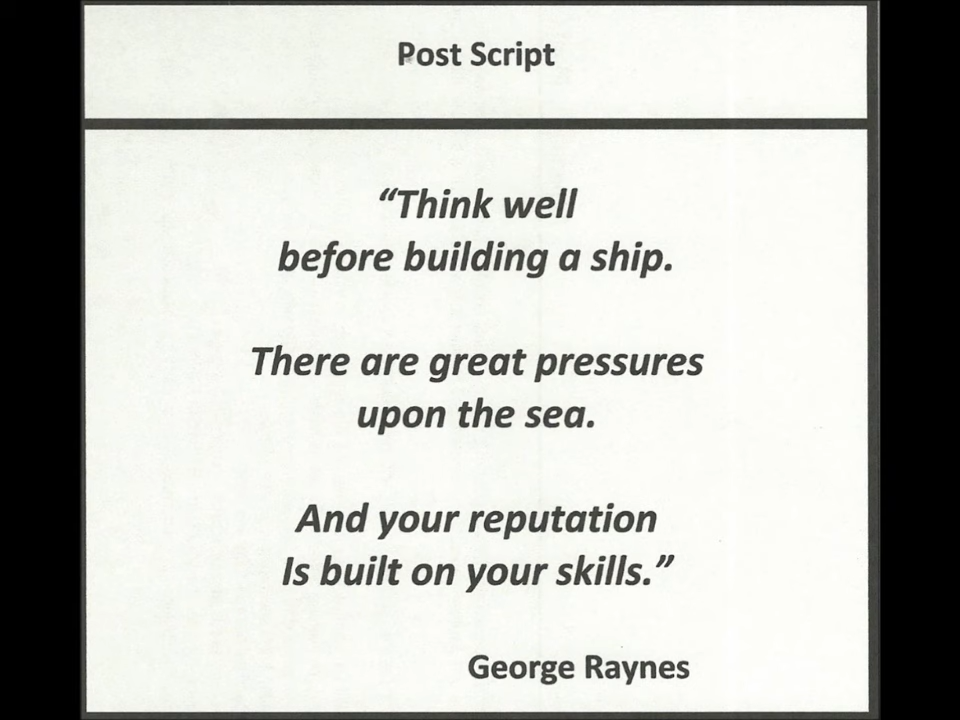 Post Script
“Think well
before building a ship.
There are great pressures
upon the sea.
And your reputation
Is built on your skills.”
George Raynes